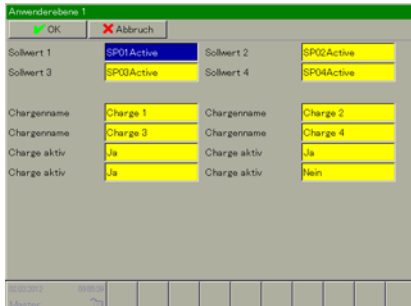 Anwenderebene 1
OK Abbruch
Sollwert 1 SP01Active Sollwert 2 SP02Active
Sollwert 3 SP03Active Sollwert 4 SP04Active
Chargenname Charge 1 Chargenname Charge 2
Chargenname Charge 3 Chargenname Charge 4
Charge aktiv Ja Charge aktiv Ja
Charge aktiv Ja Charge aktiv Nein